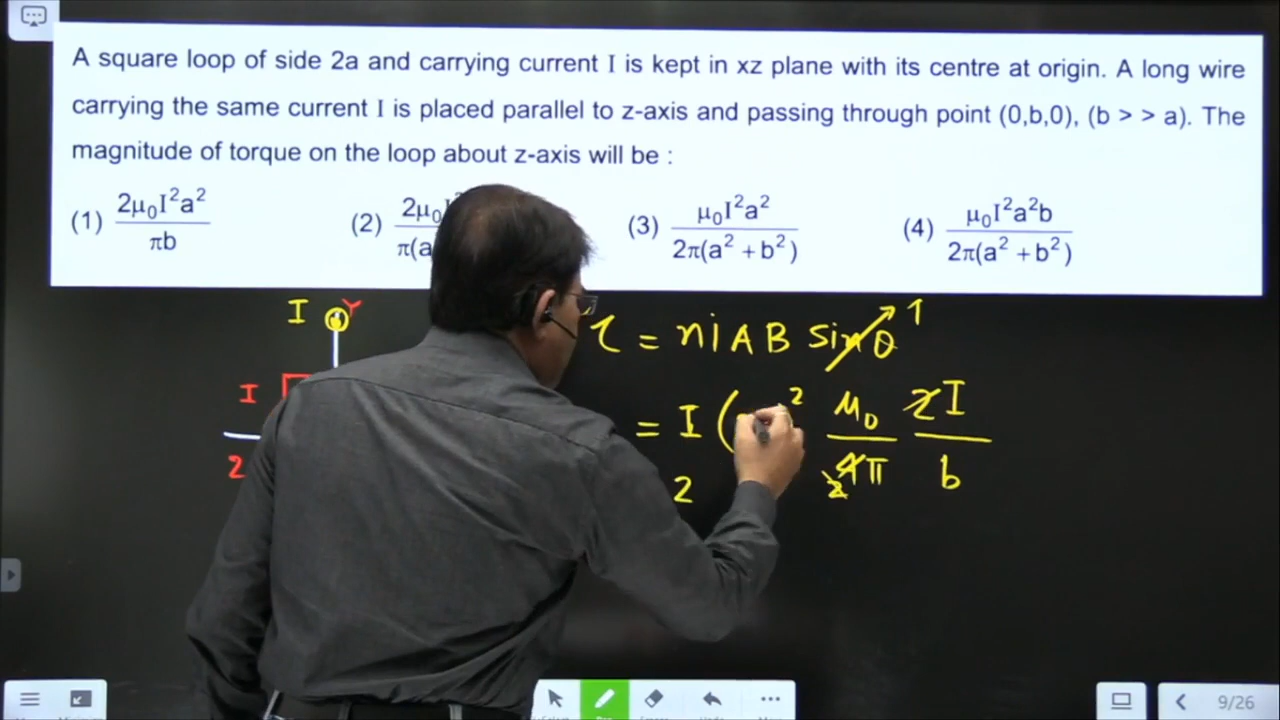 A square loop of side 2a and carrying current I is kept in xz plane with its centre at origin. A long wire
carrying the same current I is placed parallel to z-axis and passing through point (0,b,0), (b > > a). The
magnitude of torque on the loop about z-axis will be :
(1) 2μ₀I²a² / πb (2) 2μ₀ / π(a (3) μ₀I²a² / 2π(a² + b²) (4) μ₀I²a²b / 2π(a² + b²)
I Y
τ = n i A B sin θ 1
I
= I ( ² μ₀ / 4π 2I / b
2
2 2
9/26